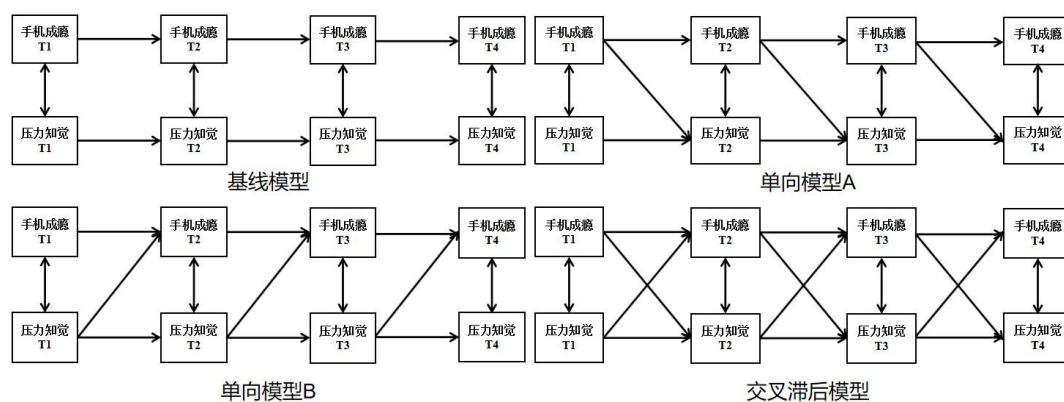 手机成瘾
T1
手机成瘾
T2
手机成瘾
T3
手机成瘾
T4
压力知觉
T1
压力知觉
T2
压力知觉
T3
压力知觉
T4
基线模型
手机成瘾
T1
手机成瘾
T2
手机成瘾
T3
手机成瘾
T4
压力知觉
T1
压力知觉
T2
压力知觉
T3
压力知觉
T4
单向模型A
手机成瘾
T1
手机成瘾
T2
手机成瘾
T3
手机成瘾
T4
压力知觉
T1
压力知觉
T2
压力知觉
T3
压力知觉
T4
单向模型B
手机成瘾
T1
手机成瘾
T2
手机成瘾
T3
手机成瘾
T4
压力知觉
T1
压力知觉
T2
压力知觉
T3
压力知觉
T4
交叉滞后模型